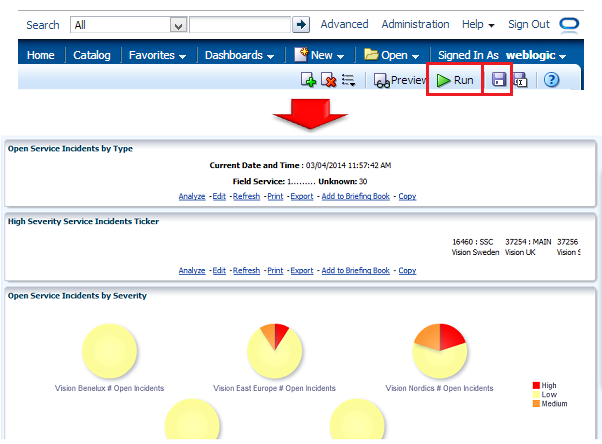 Search All Advanced Administration Help Sign Out
Home Catalog Favorites Dashboards New Open Signed In As weblogic
Preview Run
Open Service Incidents by Type
Current Date and Time : 03/04/2014 11:57:42 AM
Field Service: 1......... Unknown: 30
Analyze - Edit - Refresh - Print - Export - Add to Briefing Book - Copy
High Severity Service Incidents Ticker
16460 : SSC 37254 : MAIN 37256
Vision Sweden Vision UK Vision S
Analyze - Edit - Refresh - Print - Export - Add to Briefing Book - Copy
Open Service Incidents by Severity
Vision Benelux # Open Incidents Vision East Europe # Open Incidents Vision Nordics # Open Incidents
High
Low
Medium